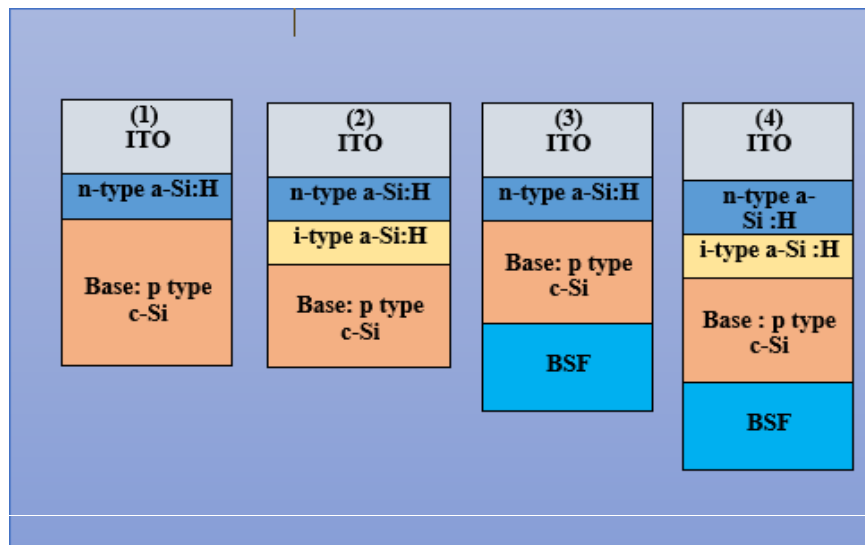 (1)
ITO
n-type a-Si:H
Base: p type
c-Si
(2)
ITO
n-type a-Si:H
i-type a-Si:H
Base: p type
c-Si
(3)
ITO
n-type a-Si:H
Base: p type
c-Si
BSF
(4)
ITO
n-type a-
Si :H
i-type a-Si :H
Base : p type
c-Si
BSF